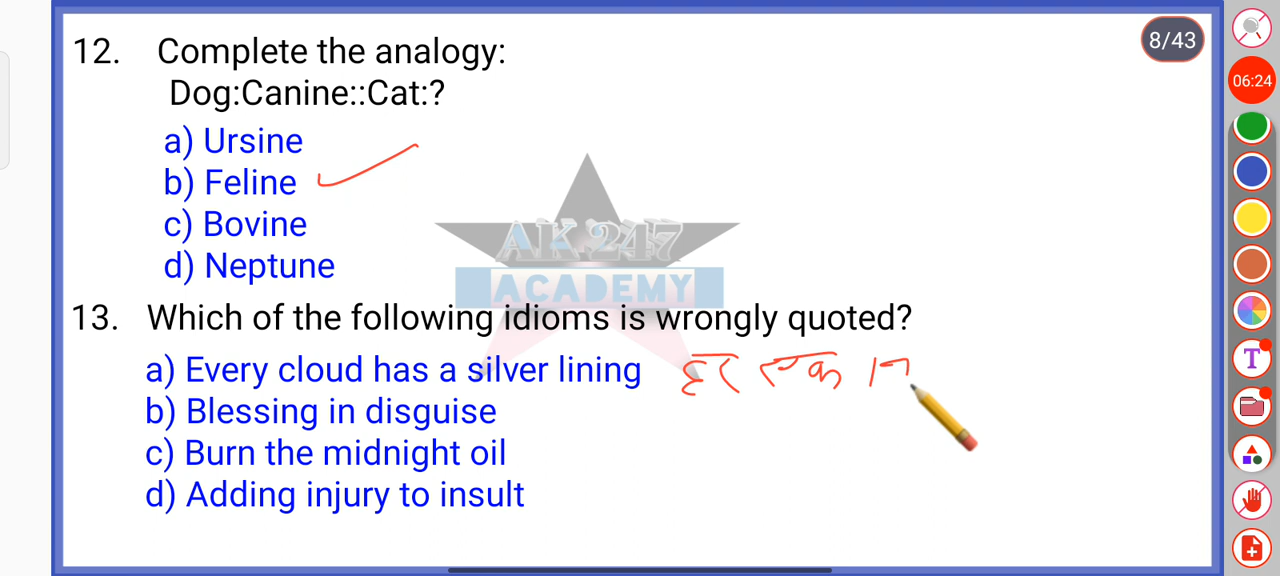 12. Complete the analogy:
Dog:Canine::Cat:?
a) Ursine
b) Feline
c) Bovine
d) Neptune
13. Which of the following idioms is wrongly quoted?
a) Every cloud has a silver lining हर एक
b) Blessing in disguise
c) Burn the midnight oil
d) Adding injury to insult
AK 247
ACADEMY
8/43
06:24
T